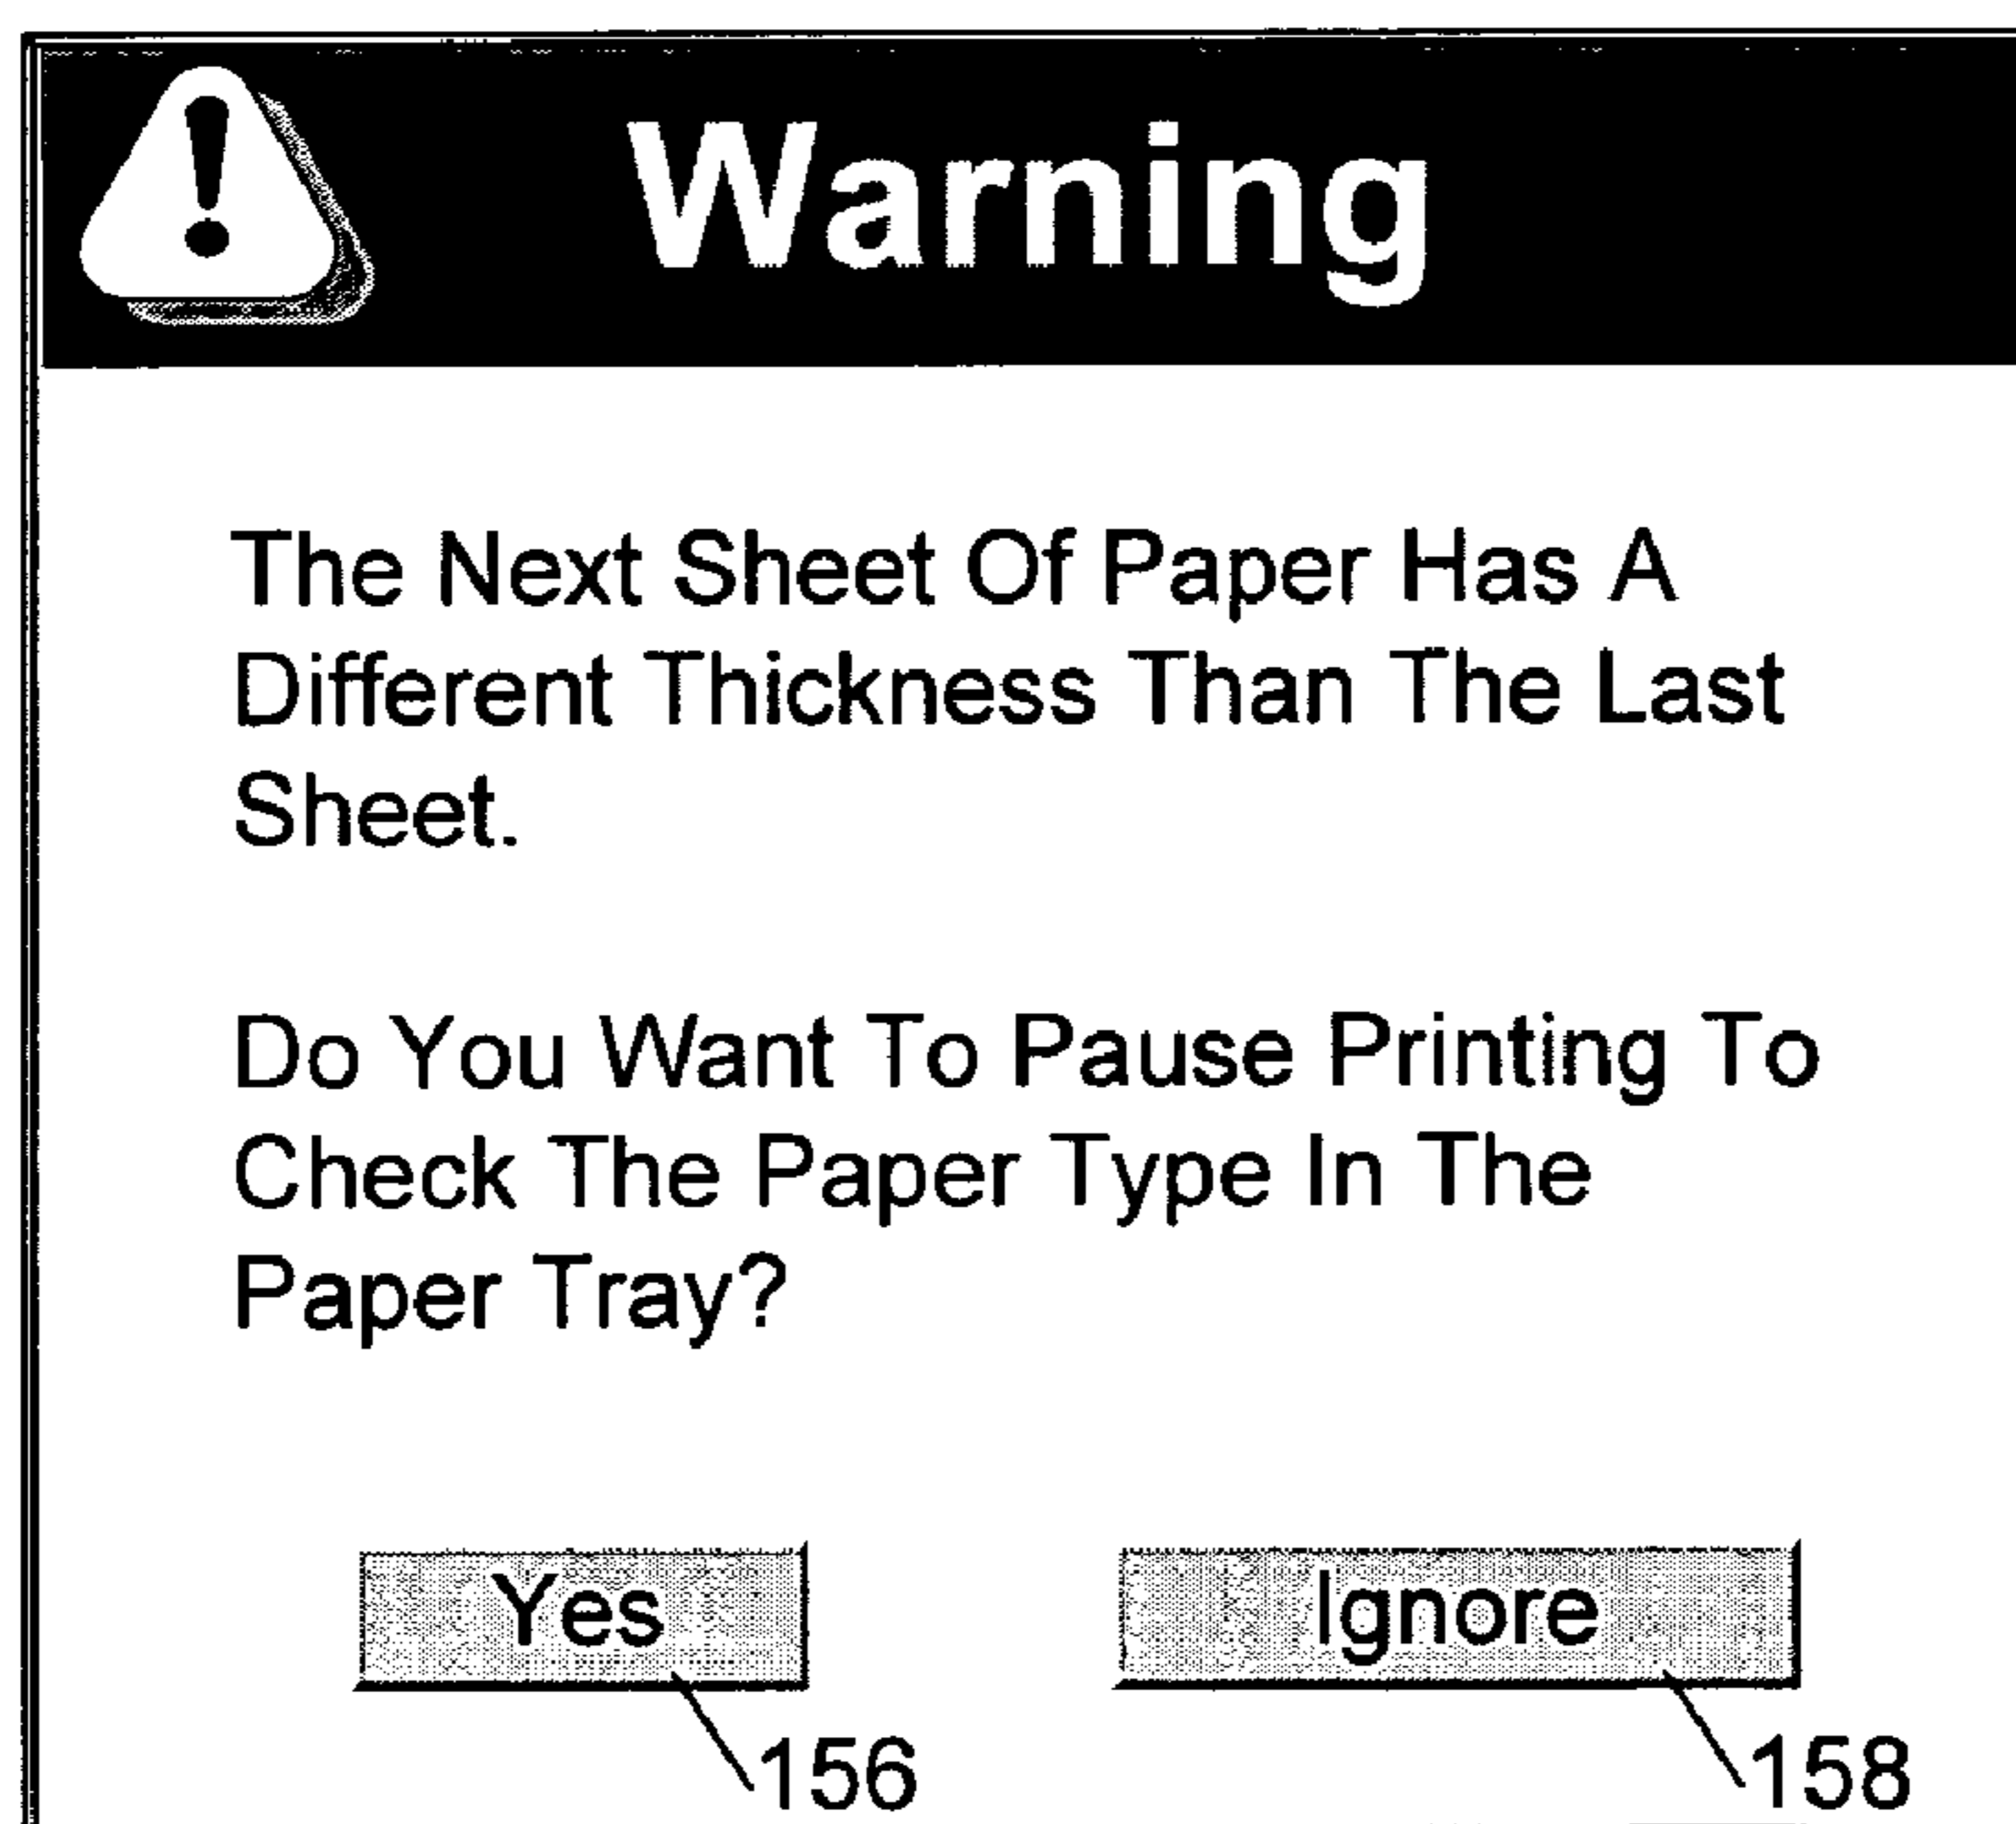 Warning
The Next Sheet Of Paper Has A
Different Thickness Than The Last
Sheet.
Do You Want To Pause Printing To
Check The Paper Type In The
Paper Tray?
Yes Ignore
156 158